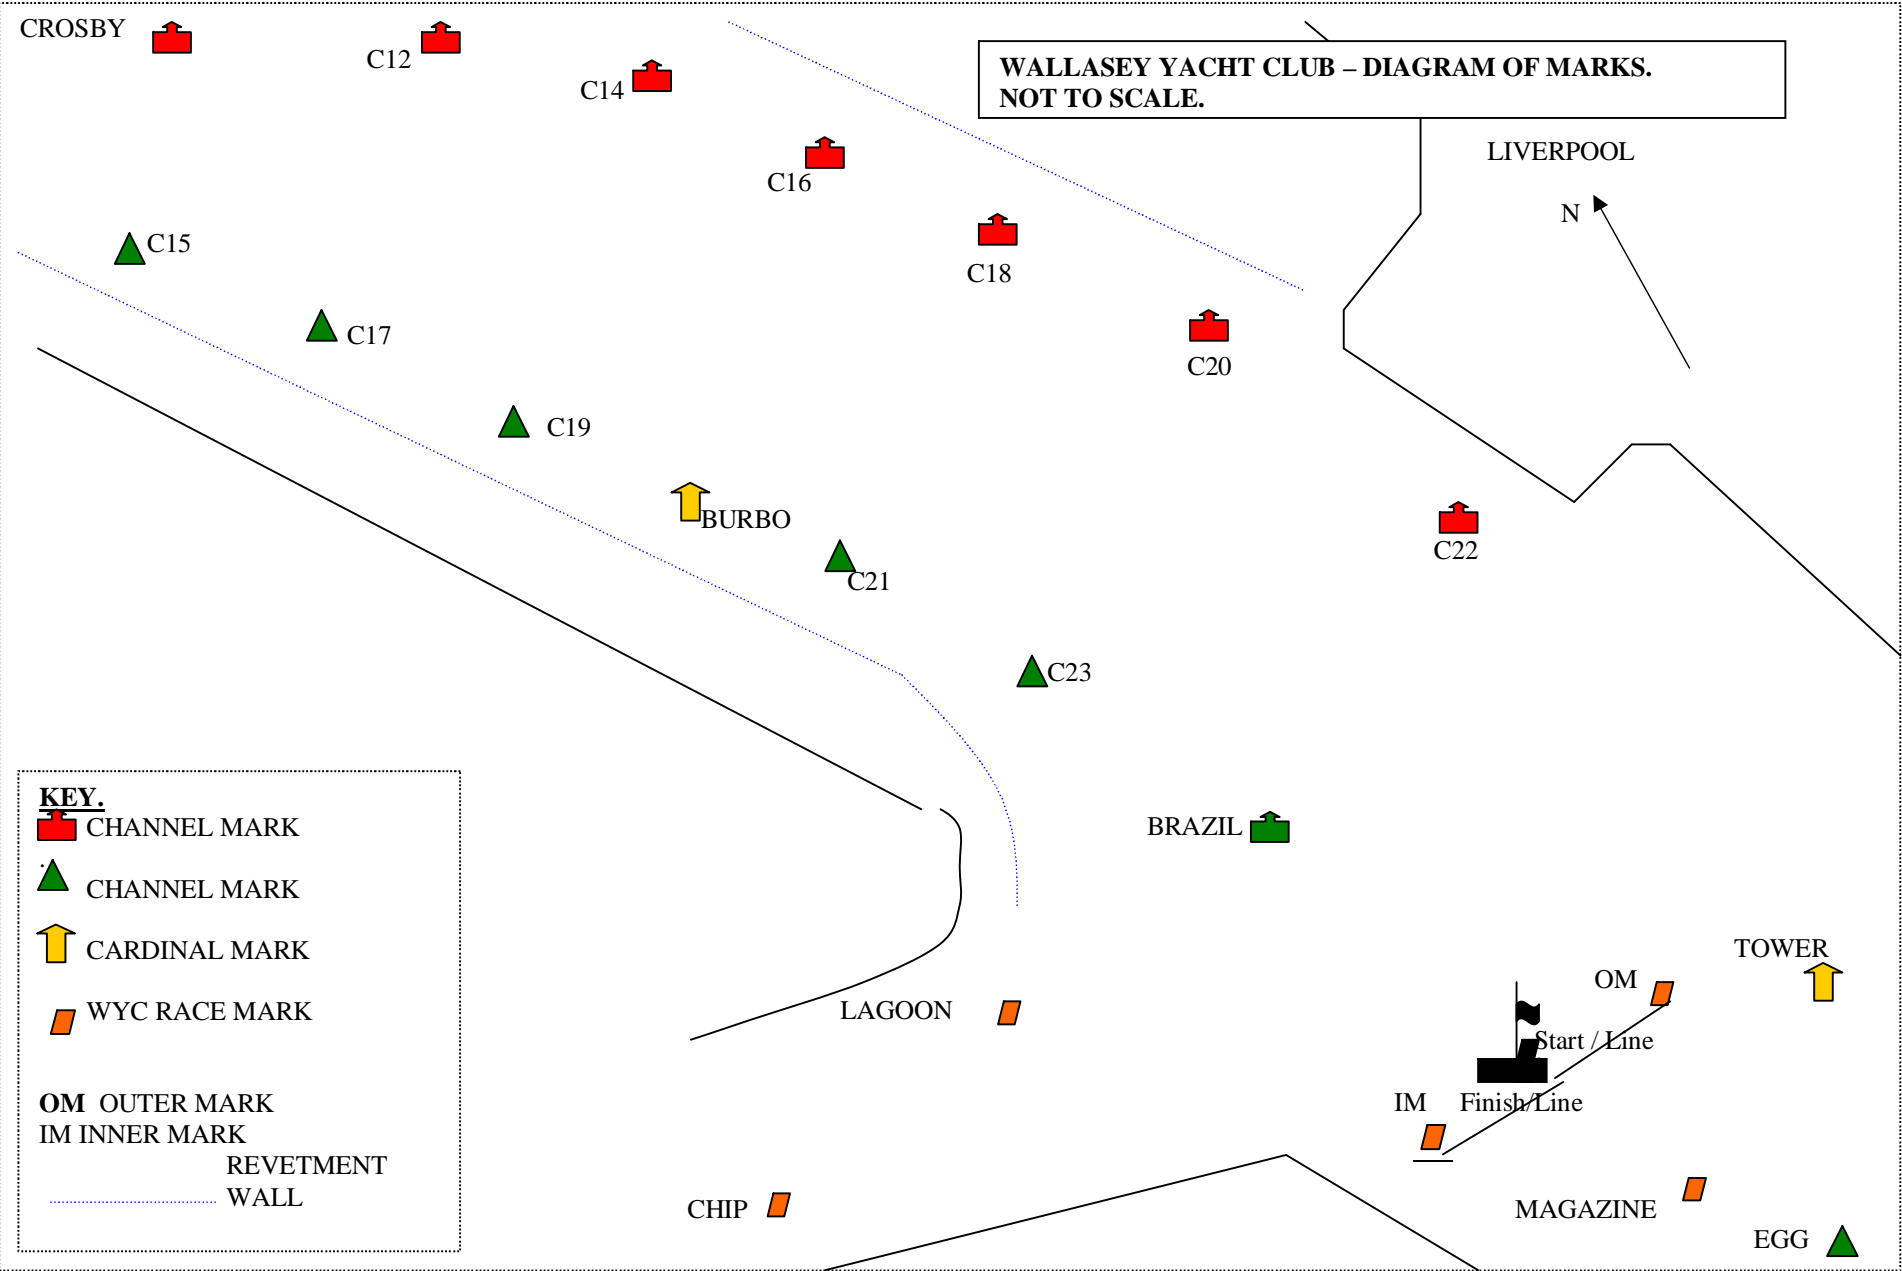 CROSBY
C12
C14
WALLASEY YACHT CLUB – DIAGRAM OF MARKS.
NOT TO SCALE.
C16
LIVERPOOL
N
C15
C18
C17
C20
C19
BURBO
C22
C21
C23
BRAZIL
KEY.
CHANNEL MARK
CHANNEL MARK
CARDINAL MARK
WYC RACE MARK
OM OUTER MARK
IM INNER MARK
REVETMENT
WALL
TOWER
OM
LAGOON
Start / Line
IM
Finish/Line
CHIP
MAGAZINE
EGG